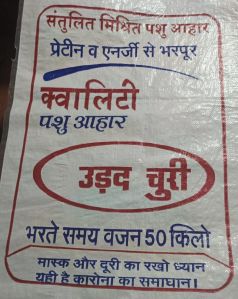 संतुलित मिश्रित पशु आहार
प्रेटीन व एनर्जी से भरपूर
क्वालिटी
पशु आहार
उड़द चुरी
भरते समय वजन 50 किलो
मास्क और दूरी का रखो ध्यान
यही है कारोना का समाधान।